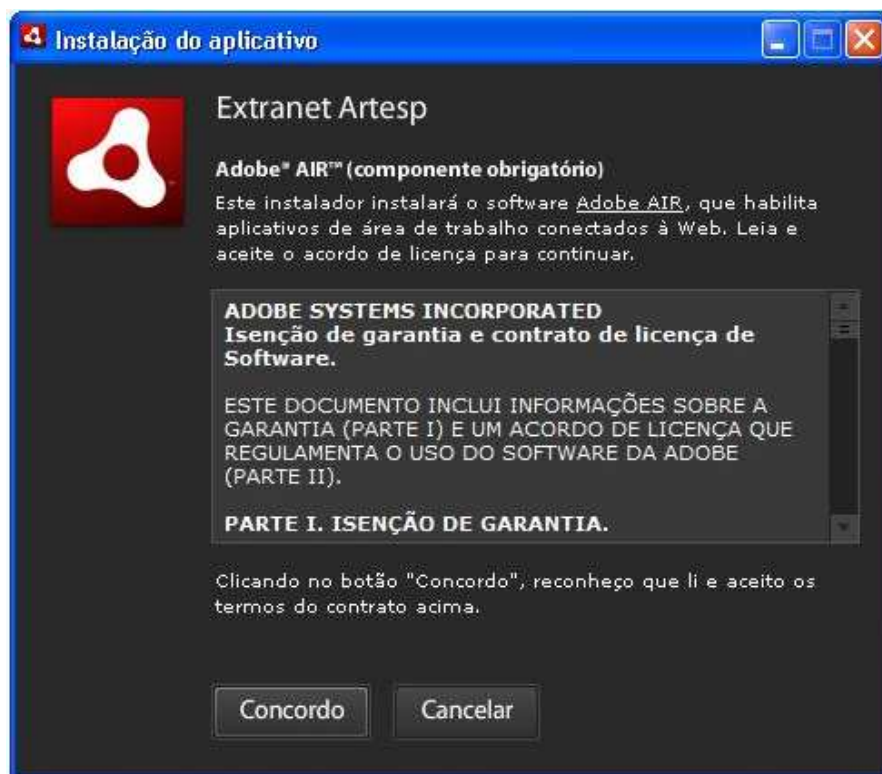 Instalação do aplicativo
Extranet Artesp
Adobe® AIR™ (componente obrigatório)
Este instalador instalará o software Adobe AIR, que habilita
aplicativos de área de trabalho conectados à Web. Leia e
aceite o acordo de licença para continuar.
ADOBE SYSTEMS INCORPORATED
Isenção de garantia e contrato de licença de
Software.
ESTE DOCUMENTO INCLUI INFORMAÇÕES SOBRE A
GARANTIA (PARTE I) E UM ACORDO DE LICENÇA QUE
REGULAMENTA O USO DO SOFTWARE DA ADOBE
(PARTE II).
PARTE I. ISENÇÃO DE GARANTIA.
Clicando no botão "Concordo", reconheço que li e aceito os
termos do contrato acima.
Concordo
Cancelar